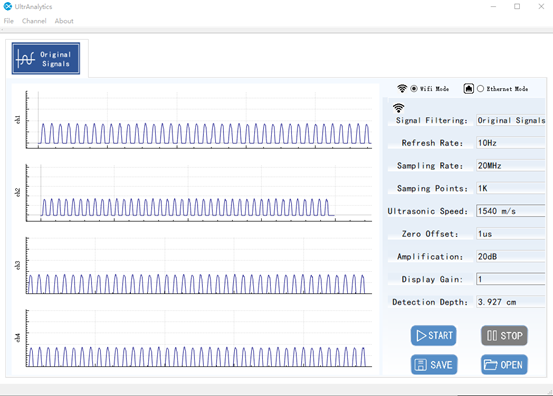 UltrAnalytics
File Channel About
Original
Signals
Wifi Mode Ethernet Mode
ch1
ch2
ch3
ch4
Signal Filtering: Original Signals
Refresh Rate: 10Hz
Sampling Rate: 20MHz
Samping Points: 1K
Ultrasonic Speed: 1540 m/s
Zero Offset: 1us
Amplification: 20dB
Display Gain: 1
Detection Depth: 3.927 cm
START STOP
SAVE OPEN